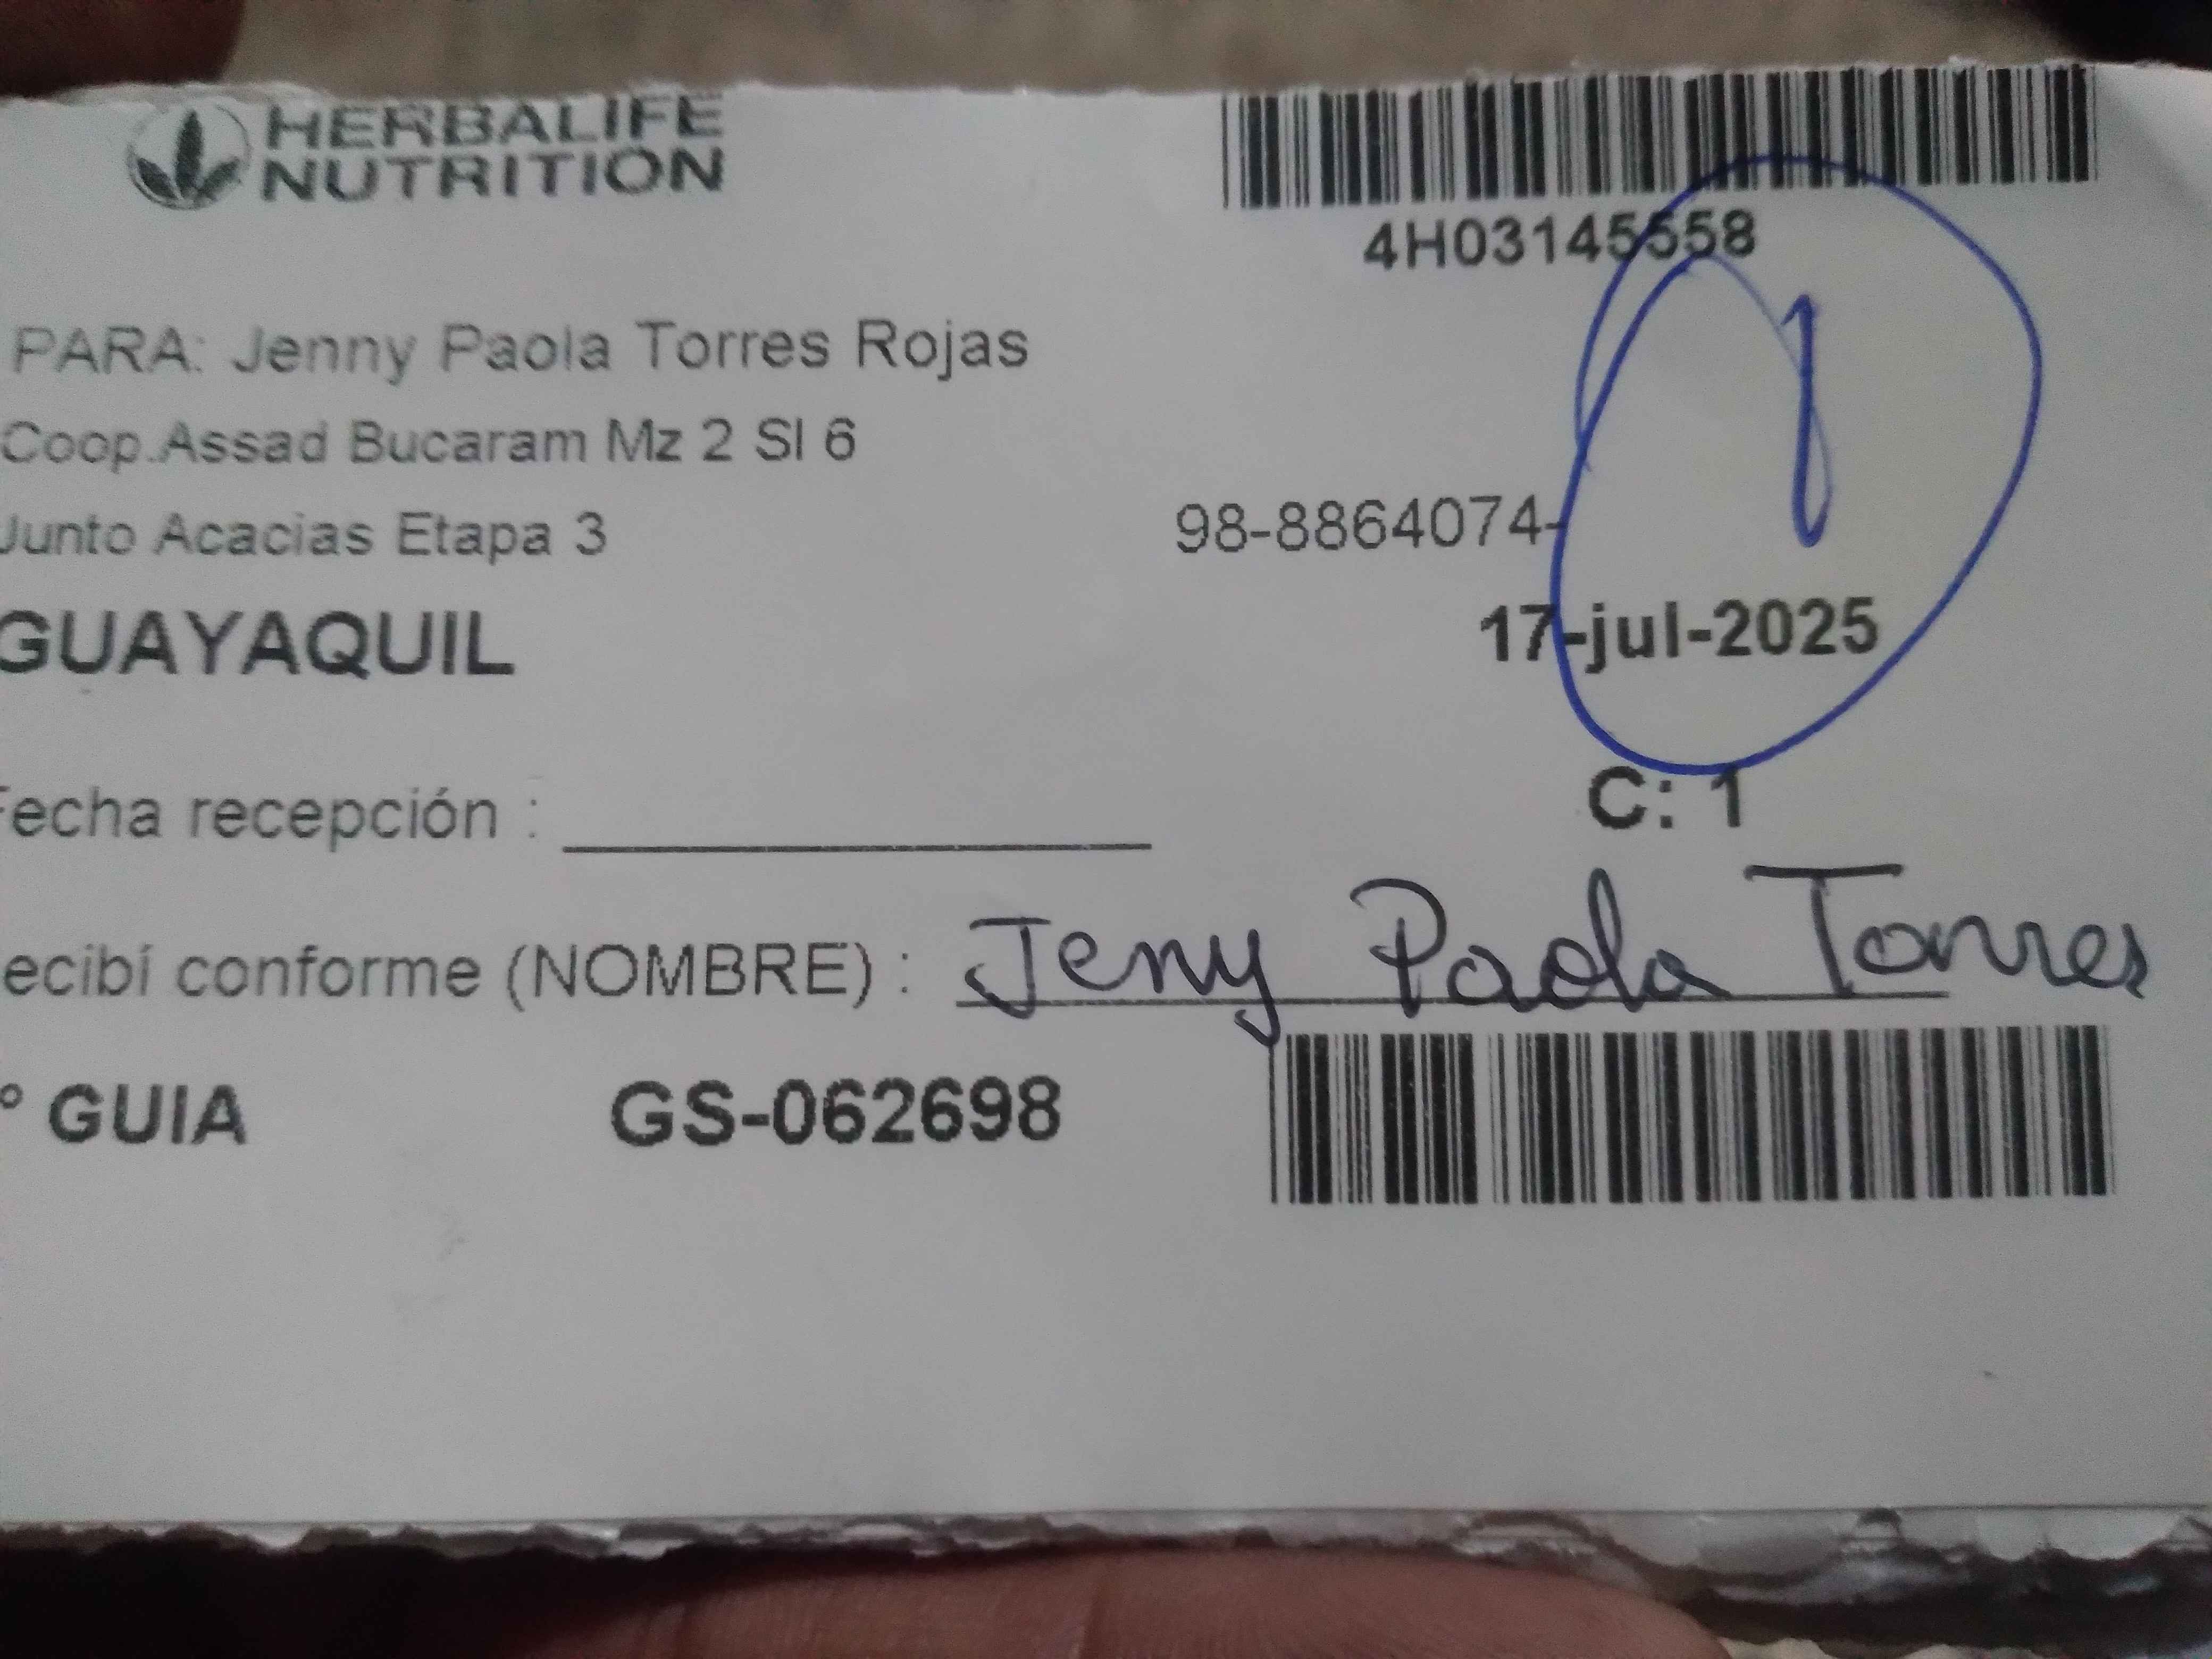 HERBALIFE
NUTRITION
4H03145558
PARA: Jenny Paola Torres Rojas
Coop.Assad Bucaram Mz 2 Sl 6
Junto Acacias Etapa 3
98-8864074-
1
GUAYAQUIL
17-jul-2025
Fecha recepción :
C: 1
ecibí conforme (NOMBRE) : Jeny Paola Torres
° GUIA GS-062698